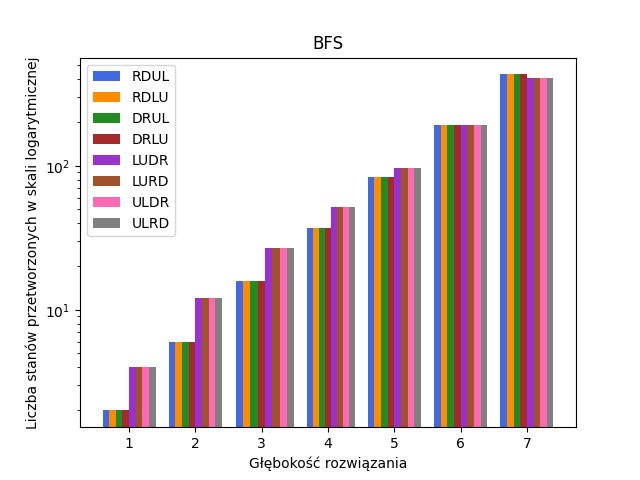 BFS
Liczba stanów przetworzonych w skali logarytmicznej
10²
10¹
RDUL
RDLU
DRUL
DRLU
LUDR
LURD
ULDR
ULRD
1 2 3 4 5 6 7
Głębokość rozwiązania